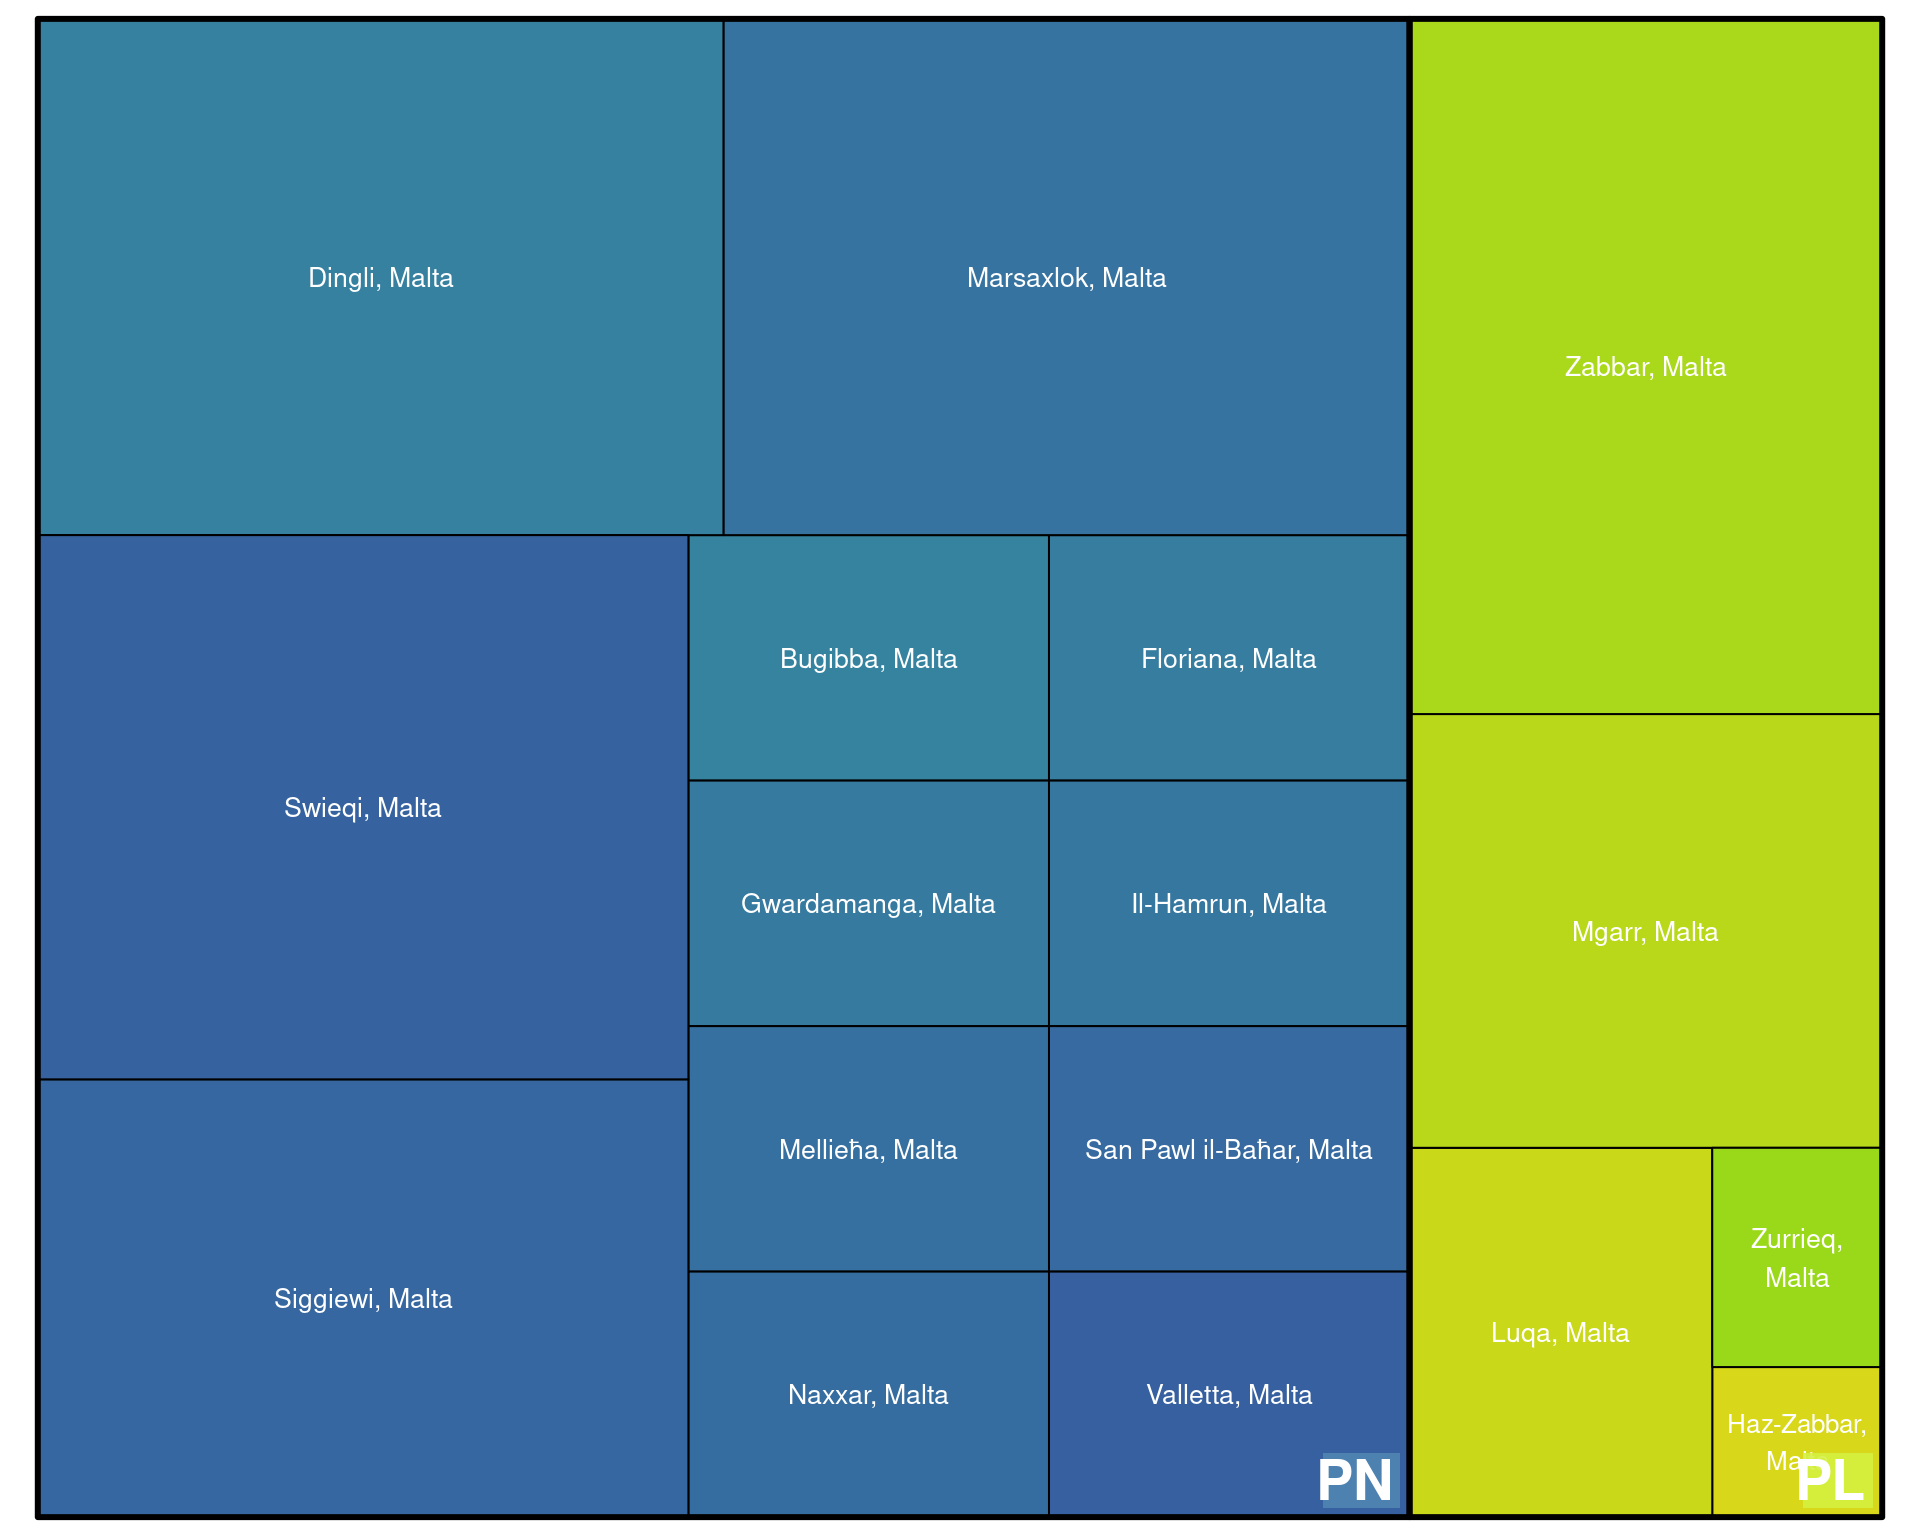 Dingli, Malta
Marsaxlok, Malta
Zabbar, Malta
Swieqi, Malta
Bugibba, Malta
Floriana, Malta
Gwardamanga, Malta
Il-Hamrun, Malta
Mgarr, Malta
Mellieħa, Malta
San Pawl il-Baħar, Malta
Siggiewi, Malta
Naxxar, Malta
Valletta, Malta
PN
Luqa, Malta
Zurrieq,
Malta
Haz-Zabbar,
Malta
PL